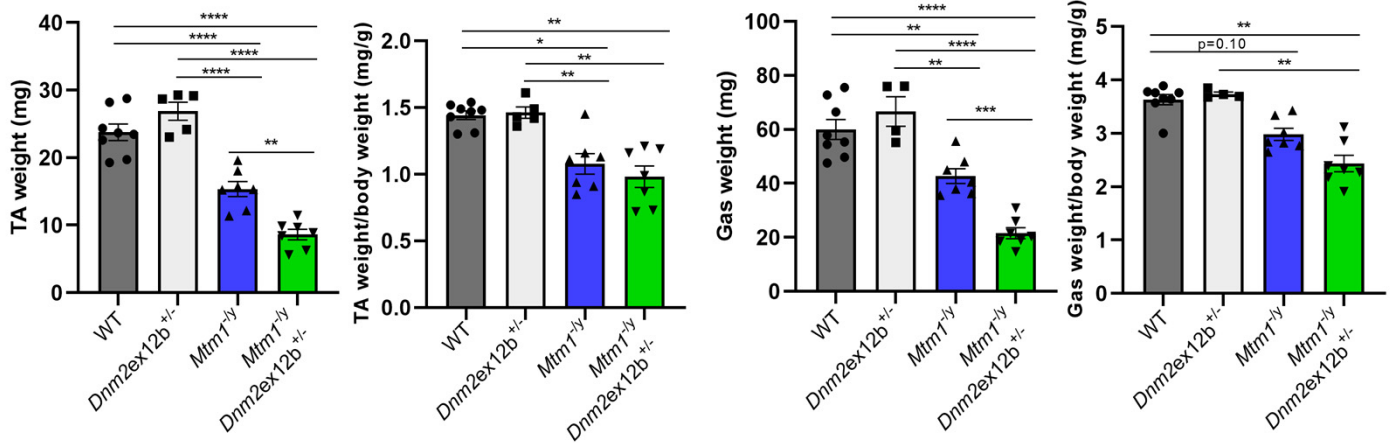 TA weight (mg)
40
30
20
10
0
****
****
****
****
**
WT
Dnm2ex12b+/-
Mtm1-/y
Mtm1-/y
Dnm2ex12b+/-
TA weight/body weight (mg/g)
2.0
1.5
1.0
0.5
0.0
**
*
**
**
WT
Dnm2ex12b+/-
Mtm1-/y
Mtm1-/y
Dnm2ex12b+/-
Gas weight (mg)
100
80
60
40
20
0
****
**
****
**
***
WT
Dnm2ex12b+/-
Mtm1-/y
Mtm1-/y
Dnm2ex12b+/-
Gas weight/body weight (mg/g)
5
4
3
2
1
0
**
p=0.10
**
WT
Dnm2ex12b+/-
Mtm1-/y
Mtm1-/y
Dnm2ex12b+/-